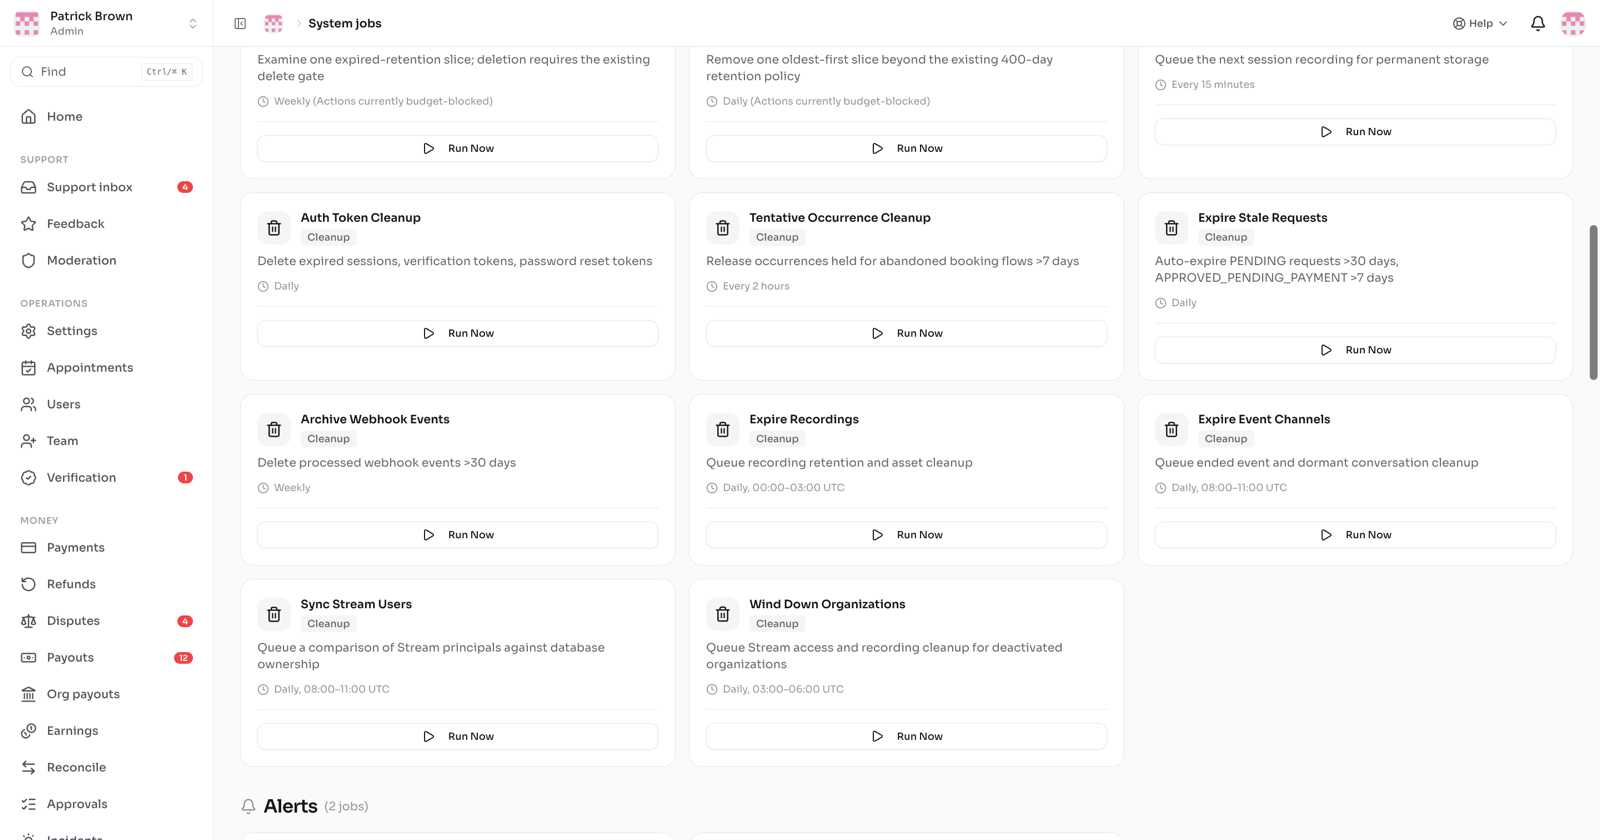 Patrick Brown
Admin
Find
Ctrl/⌘ K
Home
SUPPORT
Support inbox
4
Feedback
Moderation
OPERATIONS
Settings
Appointments
Users
Team
Verification
1
MONEY
Payments
Refunds
Disputes
4
Payouts
12
Org payouts
Earnings
Reconcile
Approvals
Incidents
System jobs
Help
Examine one expired-retention slice; deletion requires the existing
delete gate
Weekly (Actions currently budget-blocked)
Run Now
Remove one oldest-first slice beyond the existing 400-day
retention policy
Daily (Actions currently budget-blocked)
Run Now
Queue the next session recording for permanent storage
Every 15 minutes
Run Now
Auth Token Cleanup
Cleanup
Delete expired sessions, verification tokens, password reset tokens
Daily
Run Now
Tentative Occurrence Cleanup
Cleanup
Release occurrences held for abandoned booking flows >7 days
Every 2 hours
Run Now
Expire Stale Requests
Cleanup
Auto-expire PENDING requests >30 days,
APPROVED_PENDING_PAYMENT >7 days
Daily
Run Now
Archive Webhook Events
Cleanup
Delete processed webhook events >30 days
Weekly
Run Now
Expire Recordings
Cleanup
Queue recording retention and asset cleanup
Daily, 00:00–03:00 UTC
Run Now
Expire Event Channels
Cleanup
Queue ended event and dormant conversation cleanup
Daily, 08:00–11:00 UTC
Run Now
Sync Stream Users
Cleanup
Queue a comparison of Stream principals against database
ownership
Daily, 08:00–11:00 UTC
Run Now
Wind Down Organizations
Cleanup
Queue Stream access and recording cleanup for deactivated
organizations
Daily, 03:00–06:00 UTC
Run Now
Alerts (2 jobs)